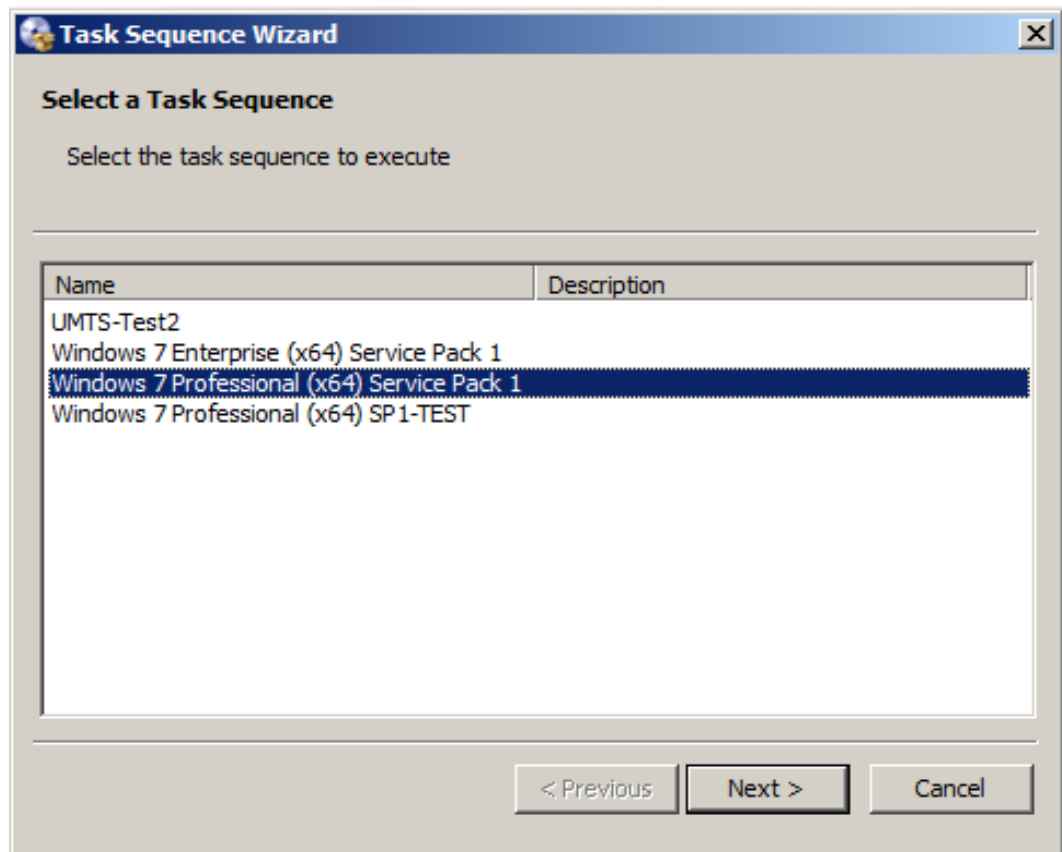 Task Sequence Wizard
Select a Task Sequence
Select the task sequence to execute
Name Description
UMTS-Test2
Windows 7 Enterprise (x64) Service Pack 1
Windows 7 Professional (x64) Service Pack 1
Windows 7 Professional (x64) SP1-TEST
< Previous Next > Cancel